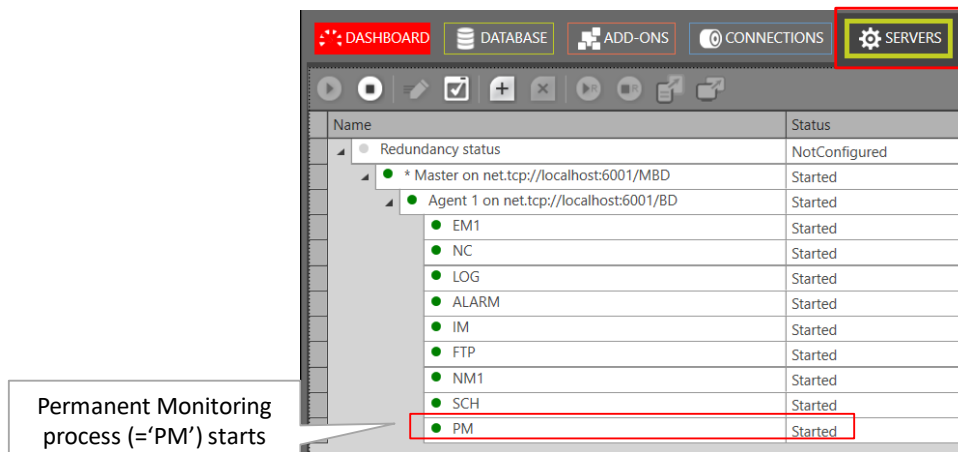 DASHBOARD DATABASE ADD-ONS CONNECTIONS SERVERS
Name Status
Redundancy status NotConfigured
* Master on net.tcp://localhost:6001/MBD Started
Agent 1 on net.tcp://localhost:6001/BD Started
EM1 Started
NC Started
LOG Started
ALARM Started
IM Started
FTP Started
NM1 Started
SCH Started
PM Started
Permanent Monitoring
process (=‘PM’) starts